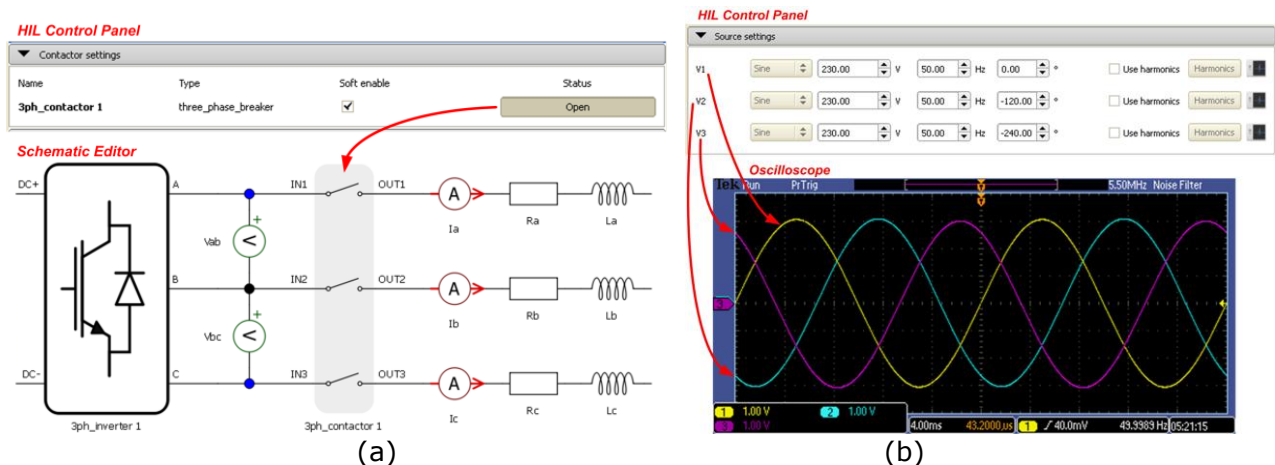 HIL Control Panel
Contactor settings
Name Type Soft enable Status
3ph_contactor 1 three_phase_breaker Open
Schematic Editor
DC+ A IN1 OUT1 A
Ia Ra La
Vab V +
B IN2 OUT2 A
Ib Rb Lb
Vbc V +
DC- C IN3 OUT3 A
Ic Rc Lc
3ph_inverter 1 3ph_contactor 1
(a)
HIL Control Panel
Source settings
V1 Sine 230.00 V 50.00 Hz 0.00 ° Use harmonics Harmonics
V2 Sine 230.00 V 50.00 Hz -120.00 ° Use harmonics Harmonics
V3 Sine 230.00 V 50.00 Hz -240.00 ° Use harmonics Harmonics
Oscilloscope
Tek Run PrTrig 5.50MHz Noise Filter
3
1 1.00 V 2 1.00 V
3 1.00 V 4.00ms 43.2000µs 1 40.0mV 49.9989 Hz 05:21:15
(b)